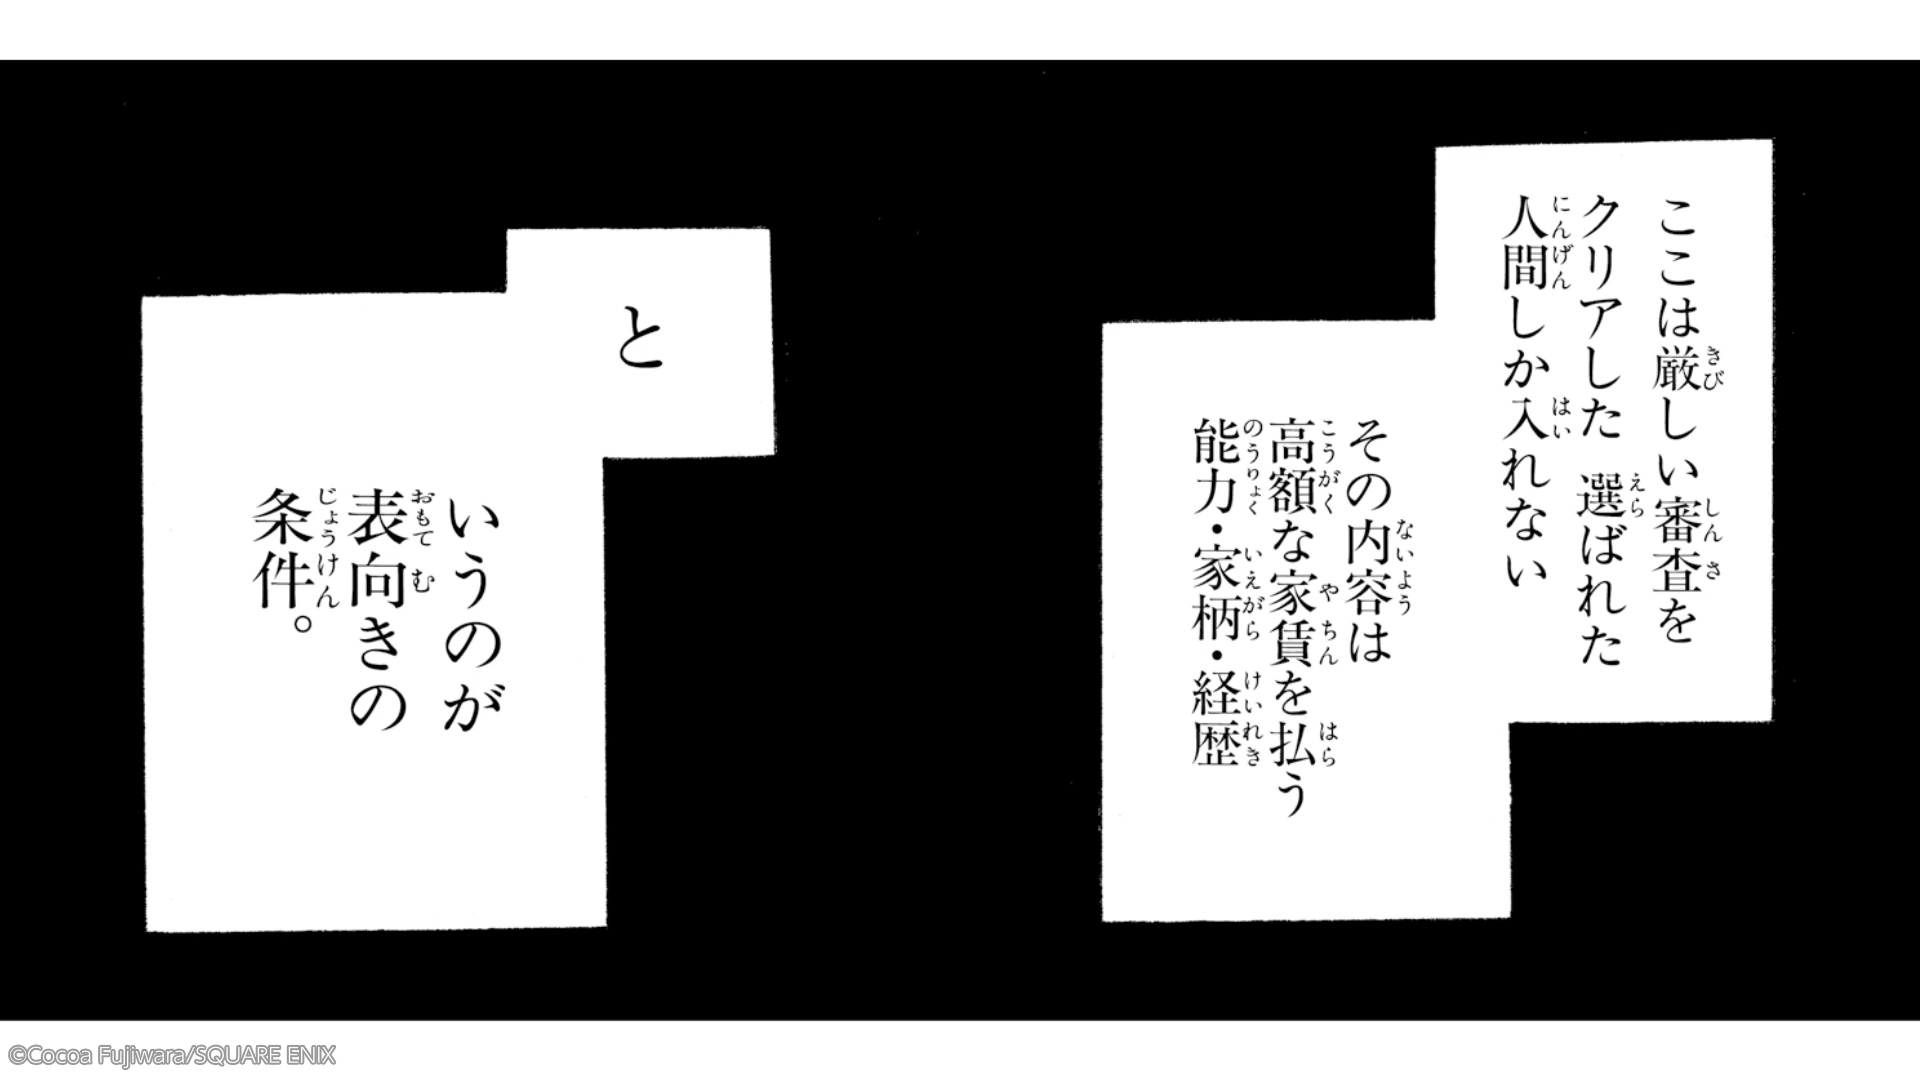 ここは厳しい審査を
クリアした 選ばれた
人間しか入れない
その内容は
高額な家賃を払う
能力・家柄・経歴
と
いうのが
表向きの
条件。
©Cocoa Fujiwara/SQUARE ENIX